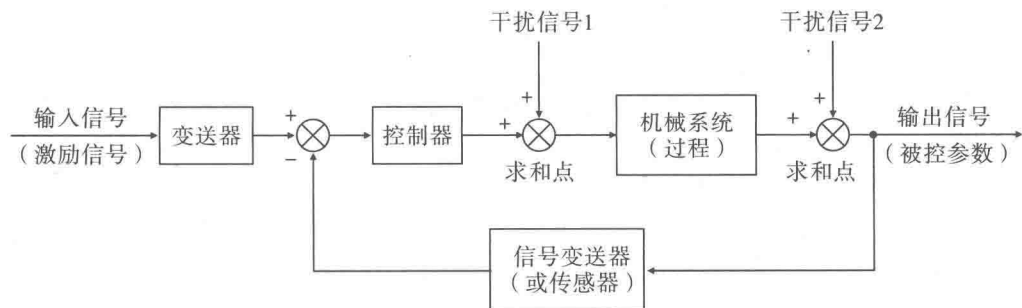 干扰信号1
干扰信号2
输入信号
（激励信号）
变送器
+
−
控制器
+
+
求和点
机械系统
（过程）
+
+
求和点
输出信号
（被控参数）
信号变送器
（或传感器）